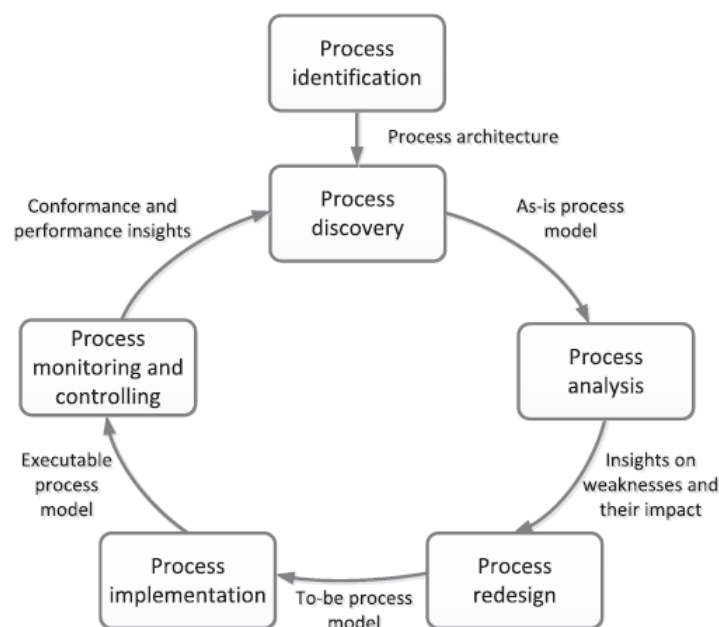 Process
identification
Process architecture
Process
discovery
As-is process
model
Process
analysis
Insights on
weaknesses and
their impact
Process
redesign
To-be process
model
Process
implementation
Executable
process
model
Process
monitoring and
controlling
Conformance and
performance insights